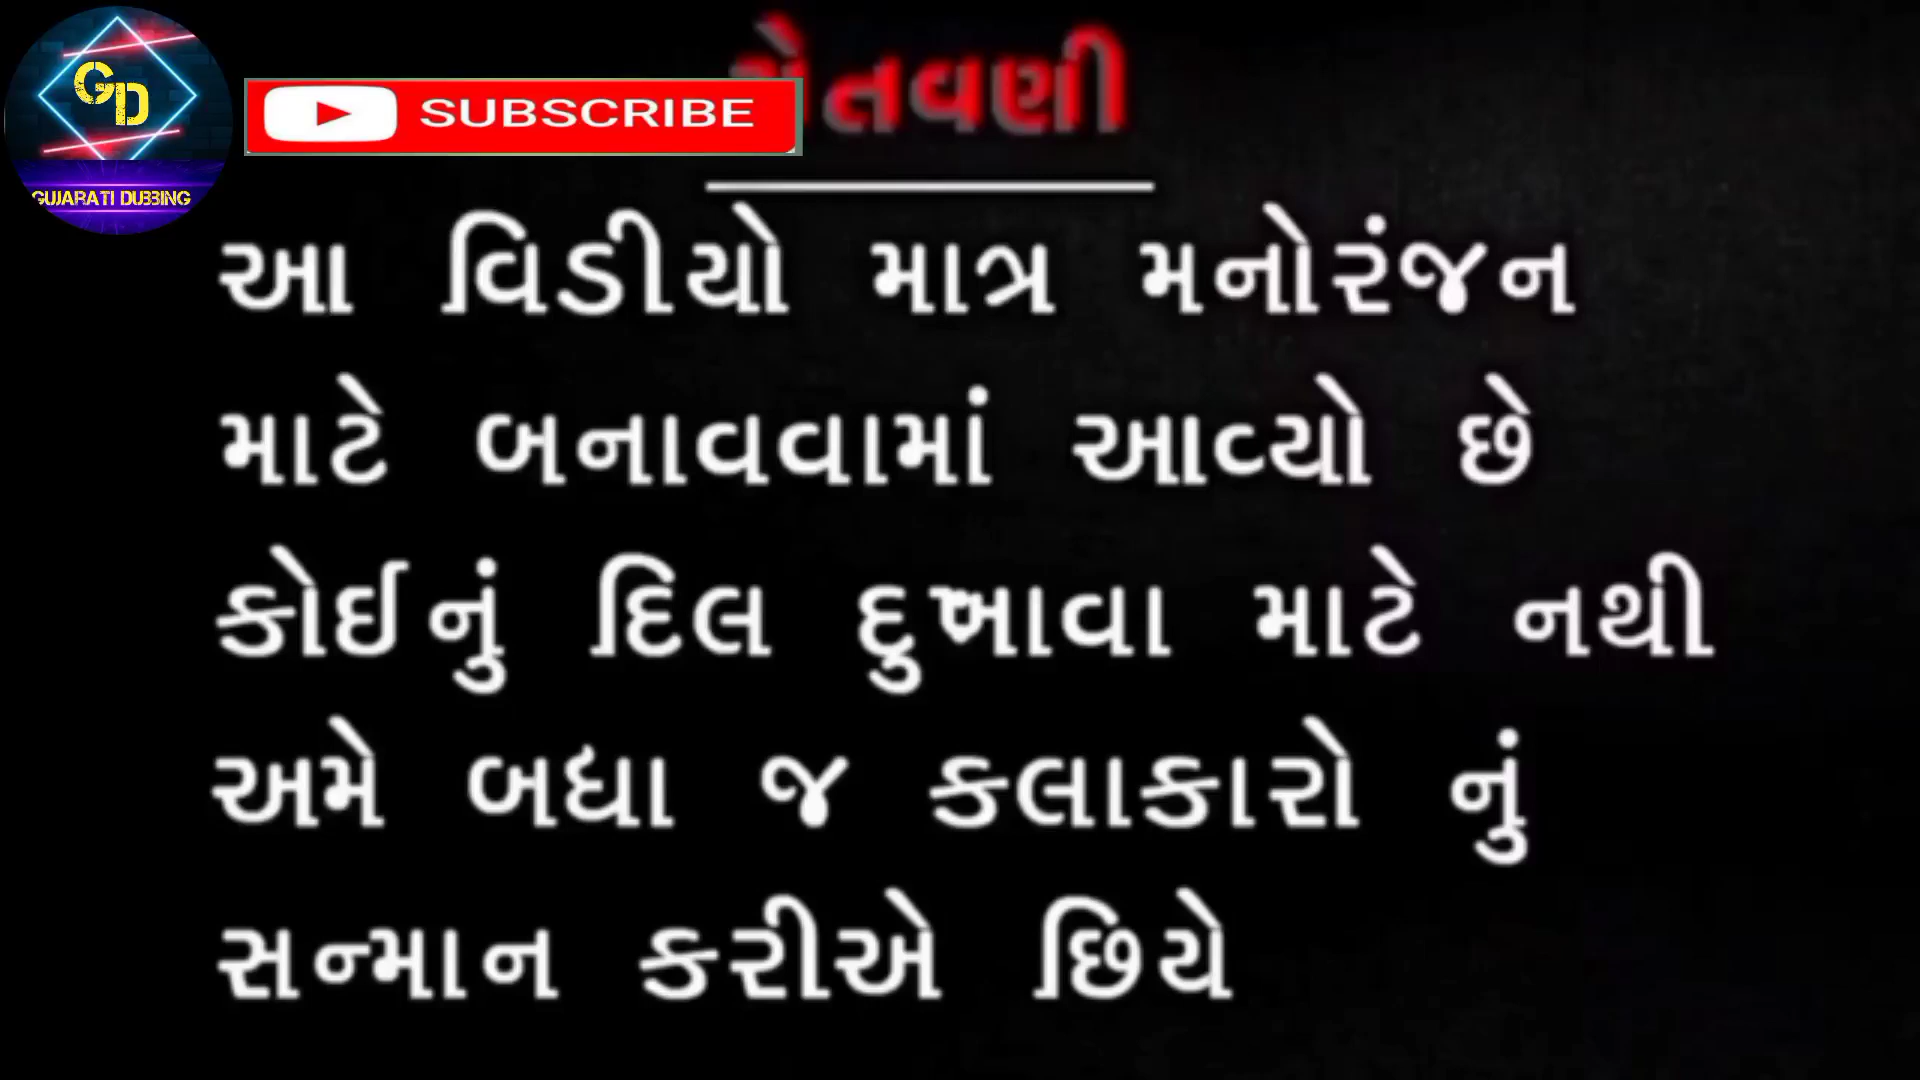 GD
GUJARATI DUBBING
SUBSCRIBE
ચેતવણી
આ વિડીયો માત્ર મનોરંજન
માટે બનાવવામાં આવ્યો છે
કોઈનું દિલ દુખાવા માટે નથી
અમે બધા જ કલાકારો નું
સન્માન કરીએ છિયે